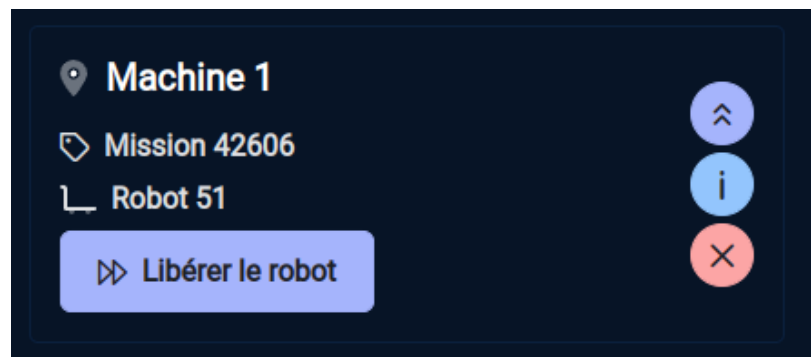 Machine 1
Mission 42606
Robot 51
Libérer le robot
i